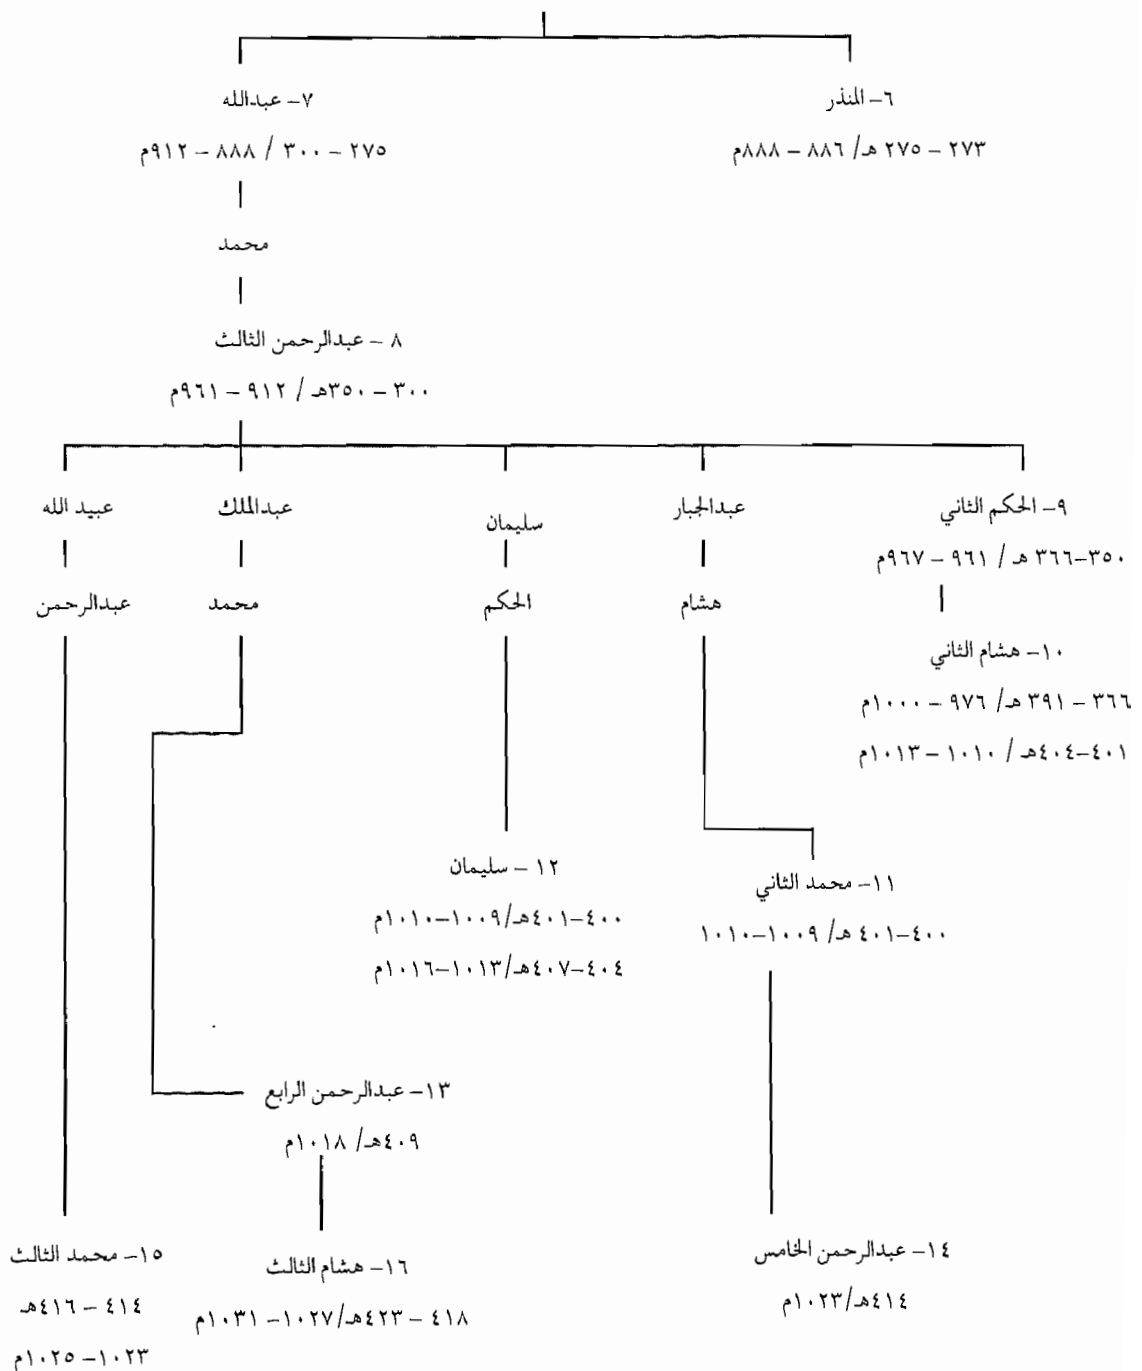 ٦- المنذر
٢٧٣ - ٢٧٥ هـ/ ٨٨٦ - ٨٨٨م
٧- عبدالله
٢٧٥ - ٣٠٠ / ٨٨٨ - ٩١٢م
محمد
٨ - عبدالرحمن الثالث
٣٠٠ - ٣٥٠هـ / ٩١٢ - ٩٦١م
٩- الحكم الثاني
٣٥٠-٣٦٦ هـ / ٩٦١ - ٩٦٧م
عبدالجبار
سليمان
عبدالملك
عبيد الله
هشام
الحكم
محمد
عبدالرحمن
١٠- هشام الثاني
٣٦٦ - ٣٩١ هـ/ ٩٧٦ - ١٠٠٠م
٤٠١-٤٠٤هـ/ ١٠١٠-١٠١٣م
١١- محمد الثاني
٤٠٠-٤٠١ هـ/ ١٠٠٩-١٠١٠
١٢ - سليمان
٤٠٠-٤٠١هـ/١٠٠٩-١٠١٠م
٤٠٤-٤٠٧هـ/١٠١٣-١٠١٦م
١٣- عبدالرحمن الرابع
٤٠٩هـ/ ١٠١٨م
١٤- عبدالرحمن الخامس
٤١٤هـ/١٠٢٣م
١٦- هشام الثالث
٤١٨ - ٤٢٣هـ/١٠٢٧-١٠٣١م
١٥- محمد الثالث
٤١٤ - ٤١٦هـ
١٠٢٣-١٠٢٥م